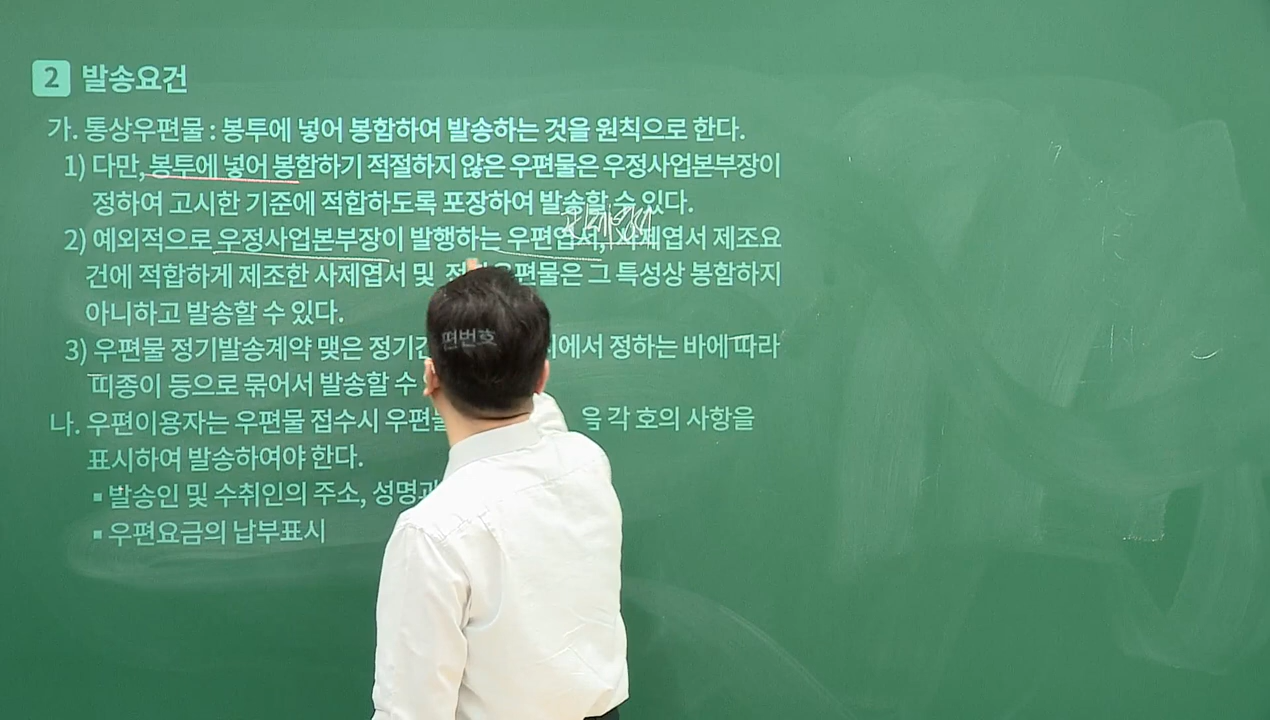 2 발송요건
가. 통상우편물 : 봉투에 넣어 봉함하여 발송하는 것을 원칙으로 한다.
1) 다만, 봉투에 넣어 봉함하기 적절하지 않은 우편물은 우정사업본부장이
정하여 고시한 기준에 적합하도록 포장하여 발송할 수 있다.
2) 예외적으로 우정사업본부장이 발행하는 우편엽서, 사제엽서 제조요
건에 적합하게 제조한 사제엽서 및 우편물은 그 특성상 봉함하지
아니하고 발송할 수 있다.
3) 우편물 정기발송계약 맺은 정기간 에서 정하는 바에 따라
띠종이 등으로 묶어서 발송할 수
나. 우편이용자는 우편물 접수시 우편물 음 각 호의 사항을
표시하여 발송하여야 한다.
▪ 발송인 및 수취인의 주소, 성명과 편번호
▪ 우편요금의 납부표시